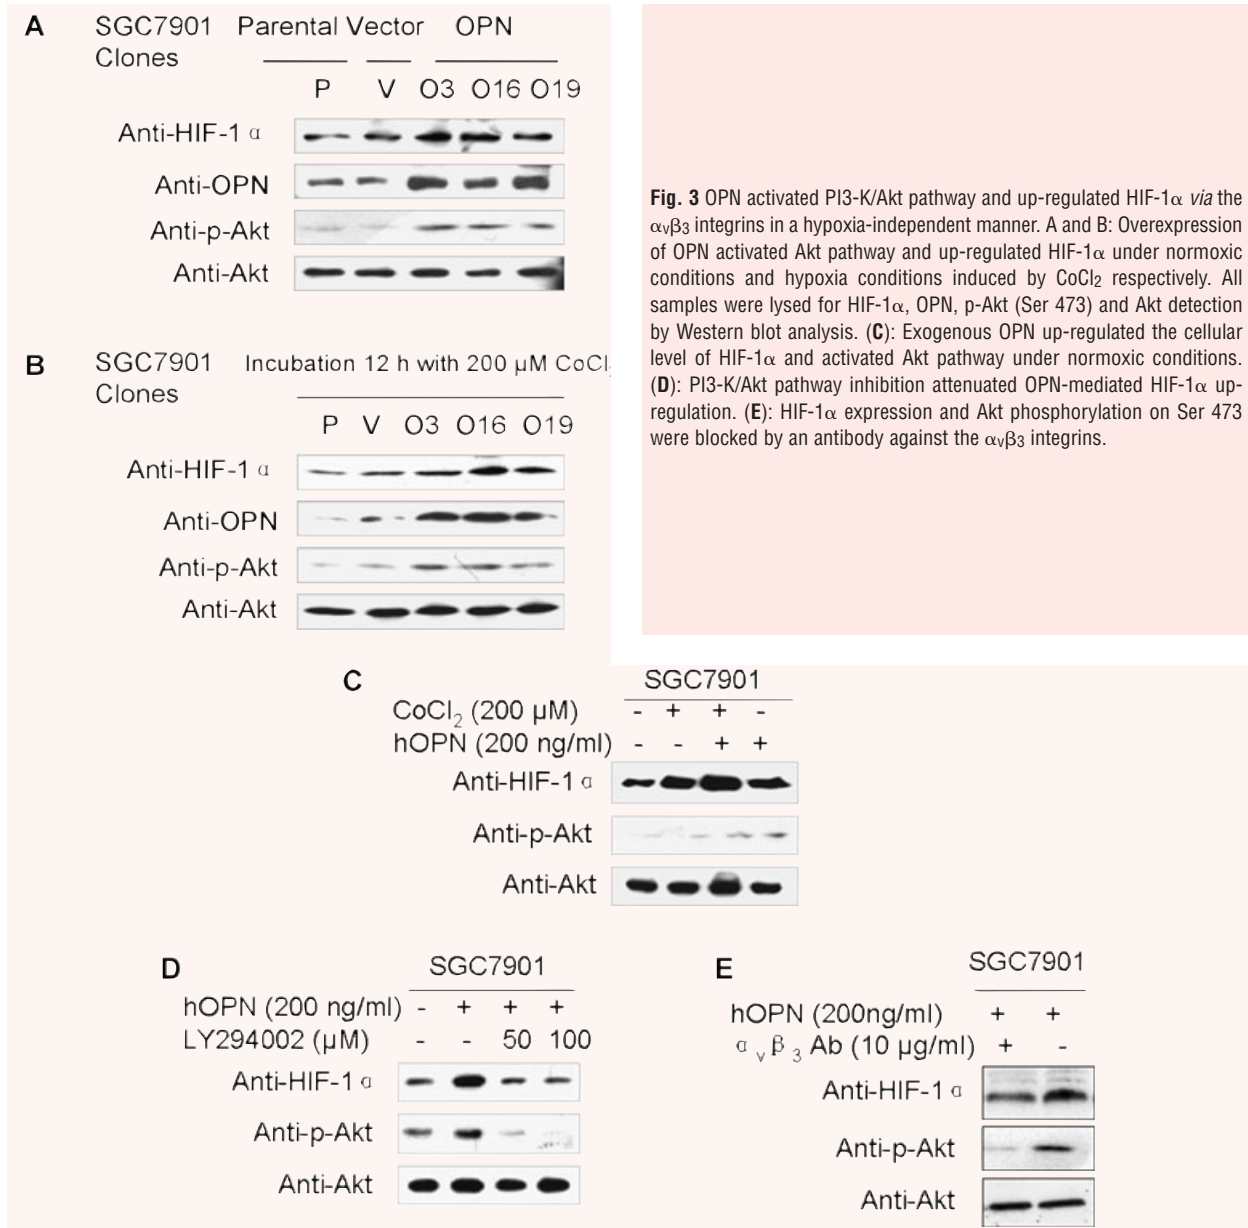 A SGC7901 Parental Vector OPN
Clones
P V O3 O16 O19
Anti-HIF-1 α
Anti-OPN
Anti-p-Akt
Anti-Akt
B SGC7901 Incubation 12 h with 200 µM CoCl
Clones
P V O3 O16 O19
Anti-HIF-1 α
Anti-OPN
Anti-p-Akt
Anti-Akt
Fig. 3 OPN activated PI3-K/Akt pathway and up-regulated HIF-1α via the
αvβ3 integrins in a hypoxia-independent manner. A and B: Overexpression
of OPN activated Akt pathway and up-regulated HIF-1α under normoxic
conditions and hypoxia conditions induced by CoCl2 respectively. All
samples were lysed for HIF-1α, OPN, p-Akt (Ser 473) and Akt detection
by Western blot analysis. (C): Exogenous OPN up-regulated the cellular
level of HIF-1α and activated Akt pathway under normoxic conditions.
(D): PI3-K/Akt pathway inhibition attenuated OPN-mediated HIF-1α up-
regulation. (E): HIF-1α expression and Akt phosphorylation on Ser 473
were blocked by an antibody against the αvβ3 integrins.
C SGC7901
CoCl2 (200 µM) - + + -
hOPN (200 ng/ml) - - + +
Anti-HIF-1 α
Anti-p-Akt
Anti-Akt
D SGC7901
hOPN (200 ng/ml) - + + +
LY294002 (µM) - - 50 100
Anti-HIF-1 α
Anti-p-Akt
Anti-Akt
E SGC7901
hOPN (200ng/ml) + +
α v β 3 Ab (10 µg/ml) + -
Anti-HIF-1 α
Anti-p-Akt
Anti-Akt